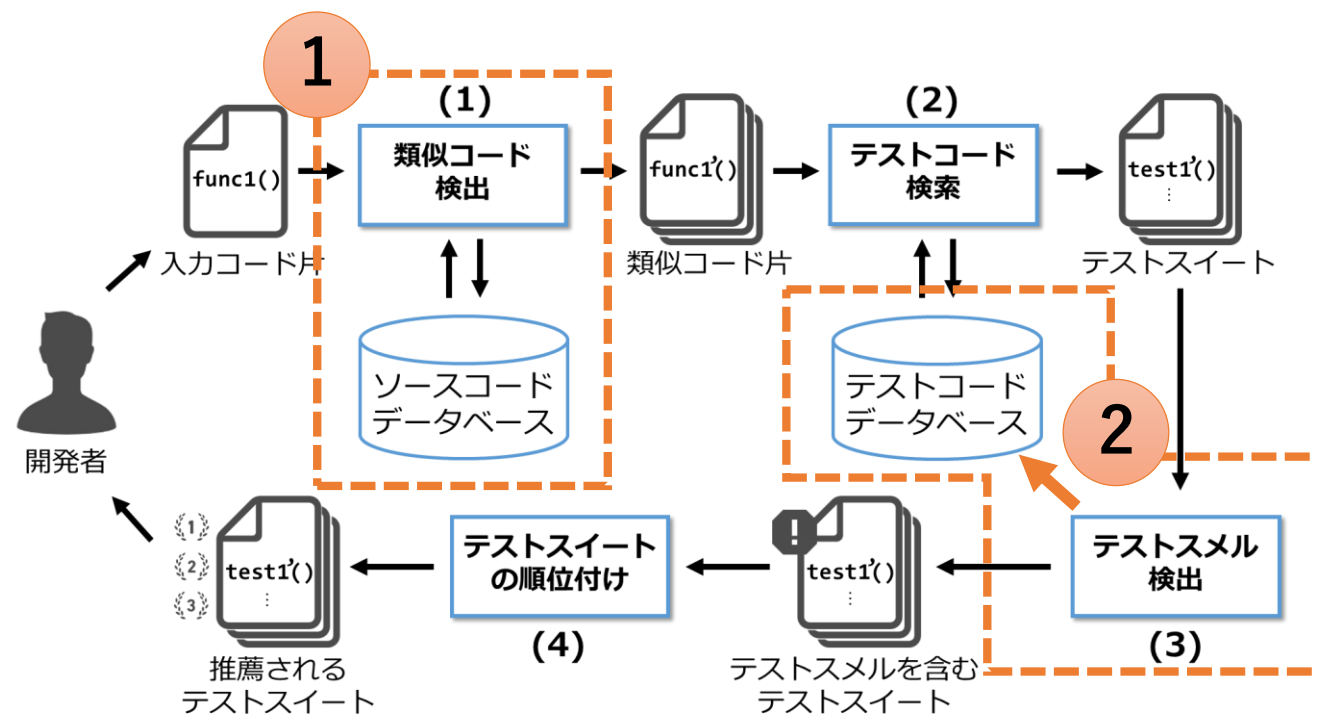 1
(1)
類似コード
検出
func1()
入力コード片
func1’()
類似コード片
(2)
テストコード
検索
test1’()
⋮
テストスイート
ソースコード
データベース
テストコード
データベース
2
開発者
テストスメル
検出
(3)
test1’()
⋮
テストスメルを含む
テストスイート
テストスイート
の順位付け
(4)
1
2
3
test1’()
⋮
推薦される
テストスイート